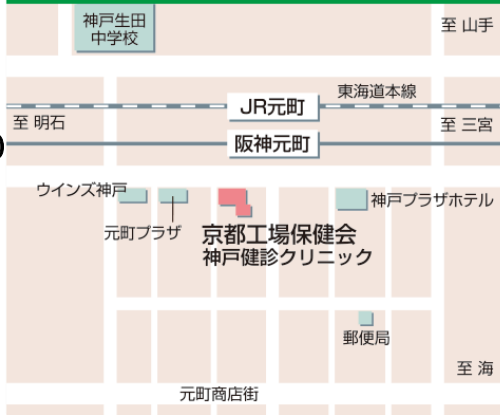 神戸生田
中学校
至 山手
東海道本線
JR元町
至 明石
至 三宮
阪神元町
ウインズ神戸
神戸プラザホテル
元町プラザ
京都工場保健会
神戸健診クリニック
郵便局
至 海
元町商店街